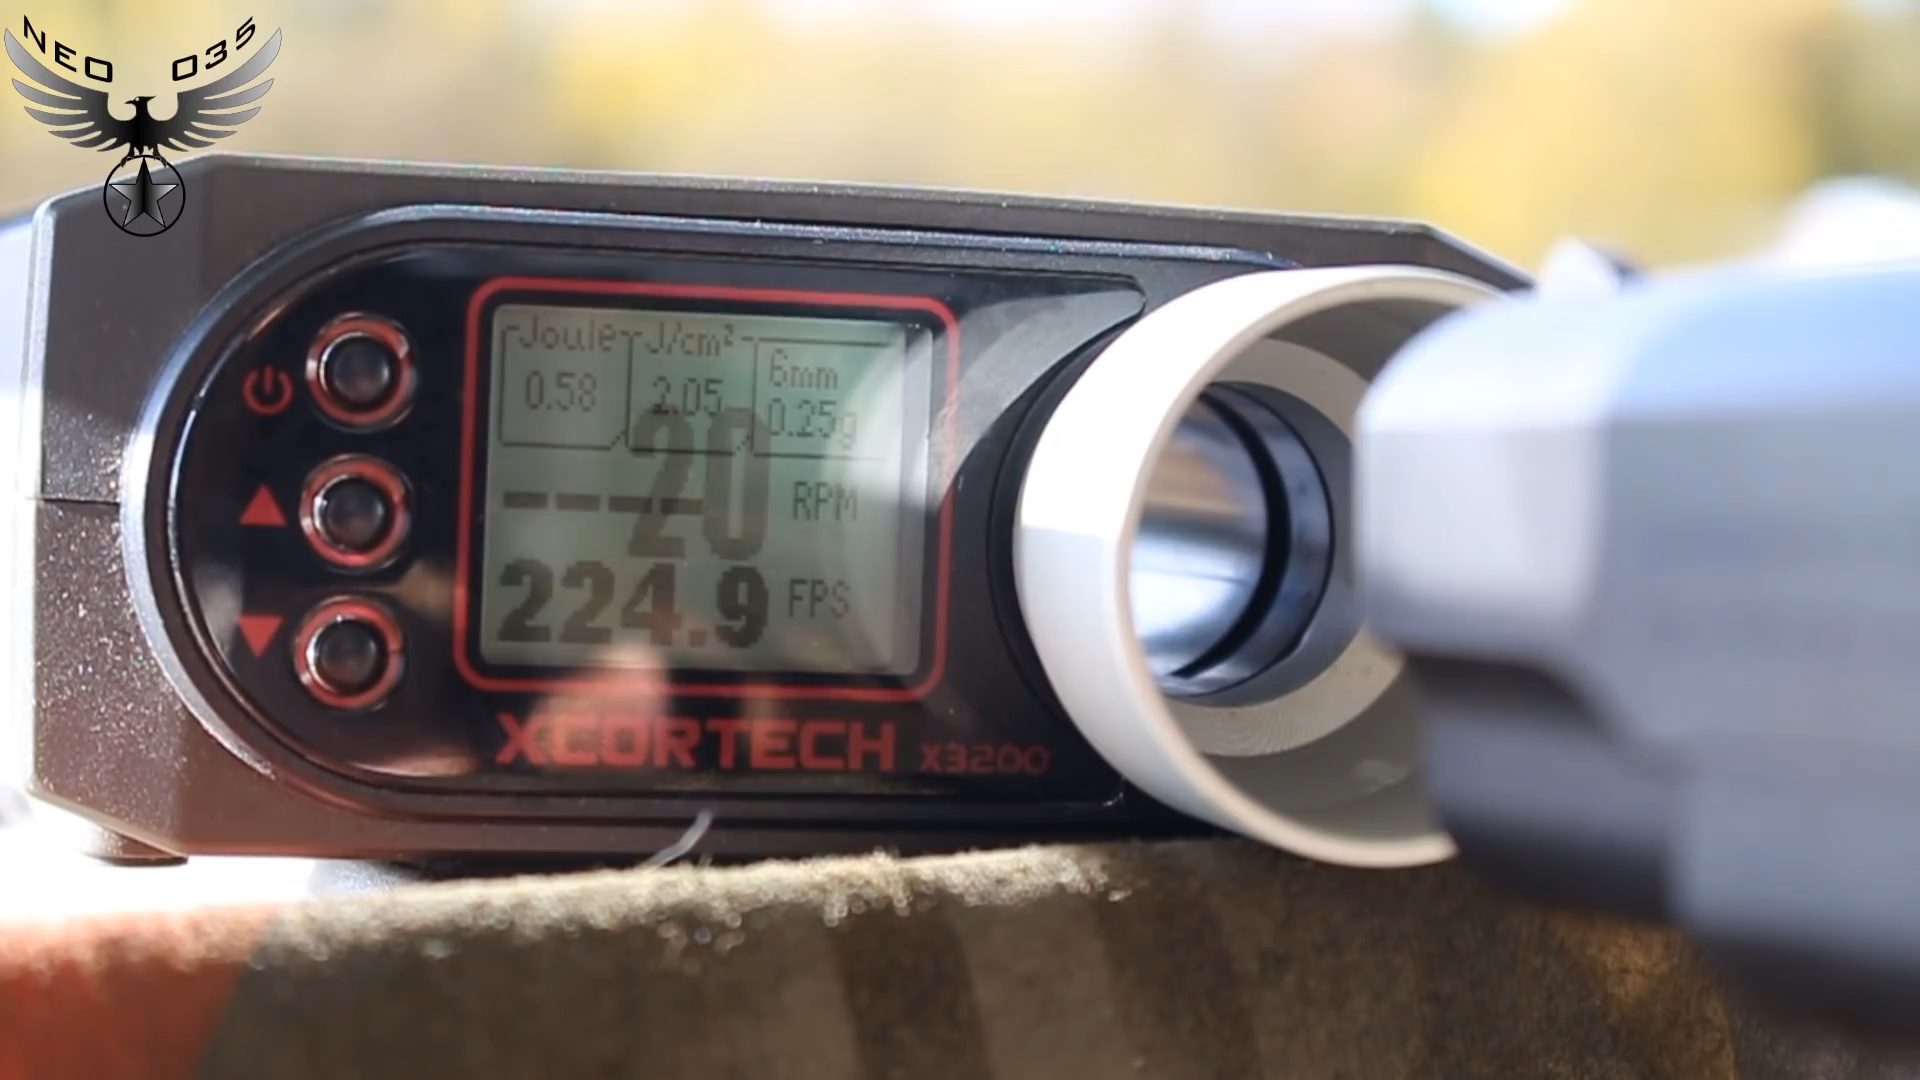 NEO 035
Joule J/cm²
0.58 2.05 6mm
0.25g
20
---- RPM
224.9 FPS
XCORTECH X3200